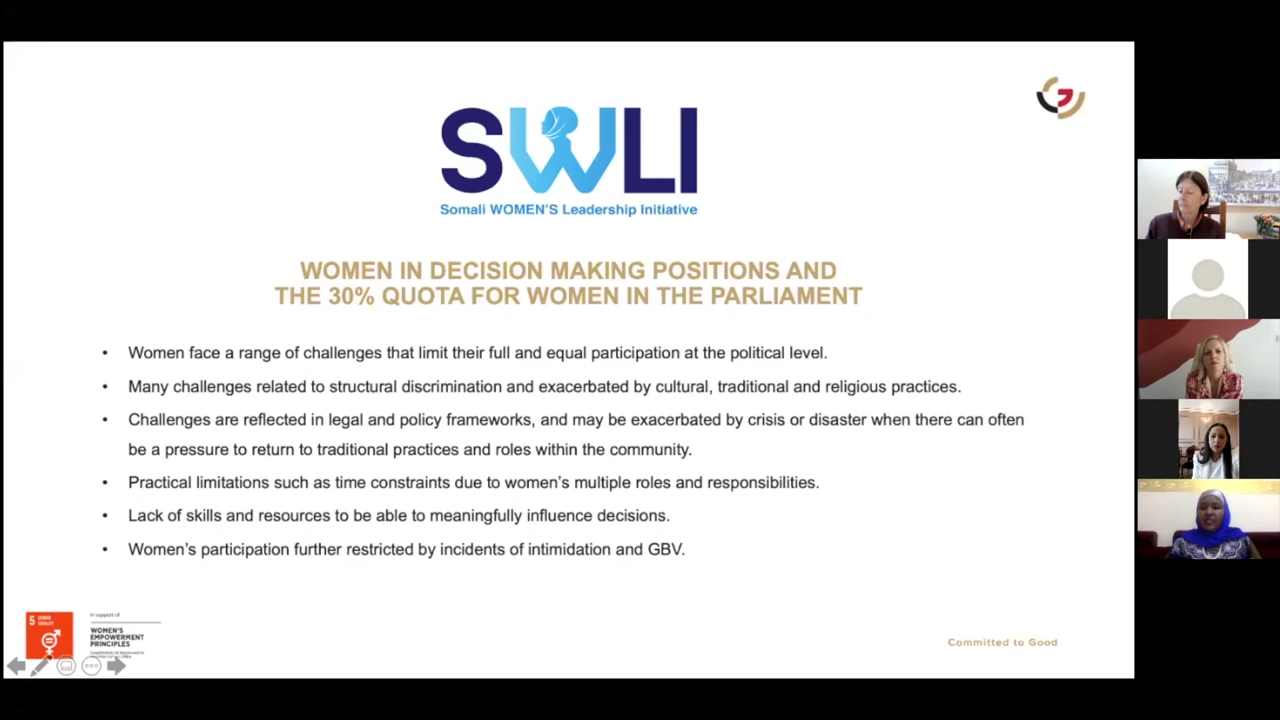 SWLI
Somali WOMEN'S Leadership Initiative
WOMEN IN DECISION MAKING POSITIONS AND
THE 30% QUOTA FOR WOMEN IN THE PARLIAMENT
• Women face a range of challenges that limit their full and equal participation at the political level.
• Many challenges related to structural discrimination and exacerbated by cultural, traditional and religious practices.
• Challenges are reflected in legal and policy frameworks, and may be exacerbated by crisis or disaster when there can often
be a pressure to return to traditional practices and roles within the community.
• Practical limitations such as time constraints due to women's multiple roles and responsibilities.
• Lack of skills and resources to be able to meaningfully influence decisions.
• Women's participation further restricted by incidents of intimidation and GBV.
5 GENDER
EQUALITY
In support of
WOMEN'S
EMPOWERMENT
PRINCIPLES
Committed to Good